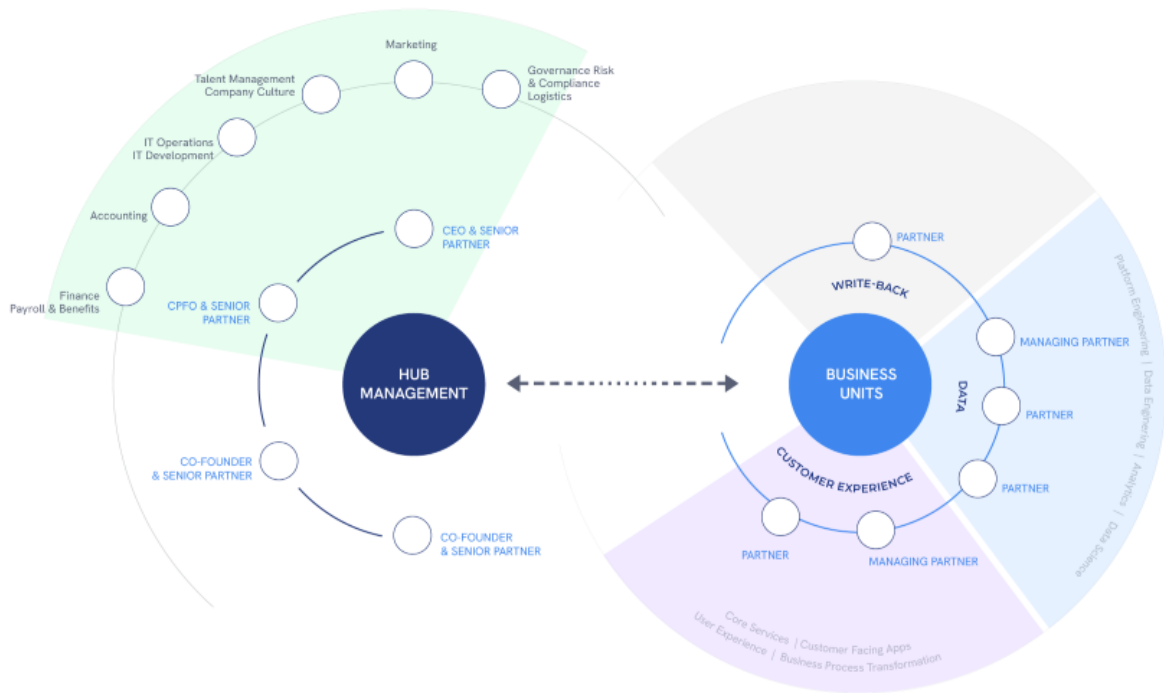 Marketing
Talent Management
Company Culture
Governance Risk
& Compliance
Logistics
IT Operations
IT Development
Accounting
Finance
Payroll & Benefits
CEO & SENIOR
PARTNER
CPFO & SENIOR
PARTNER
HUB
MANAGEMENT
CO-FOUNDER
& SENIOR PARTNER
CO-FOUNDER
& SENIOR PARTNER
PARTNER
WRITE-BACK
BUSINESS
UNITS
MANAGING PARTNER
DATA
PARTNER
PARTNER
Platform Engineering | Data Enghering | Analytics | Data Science
CUSTOMER EXPERIENCE
PARTNER
MANAGING PARTNER
Core Services | Customer Facing Apps
User Experience | Business Process Transformation